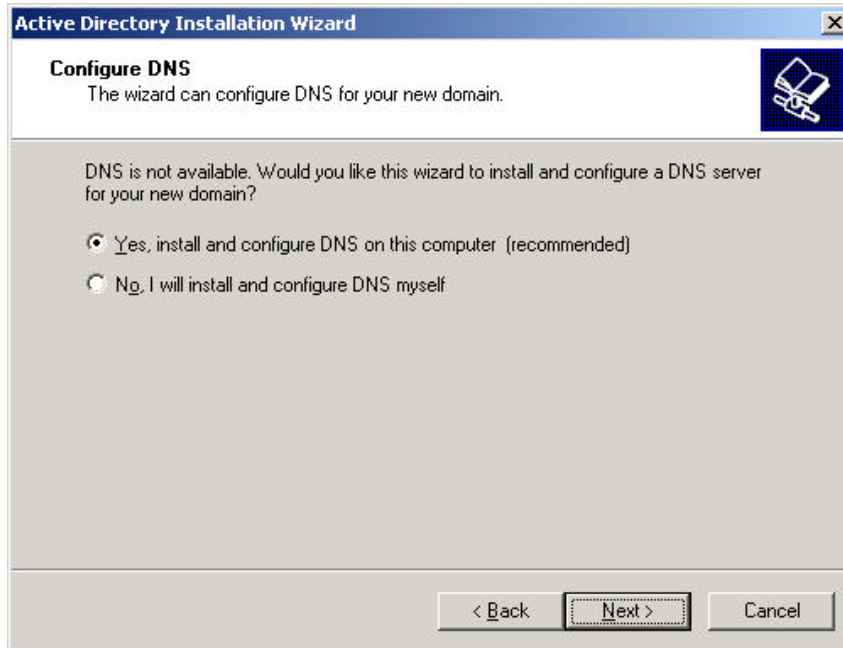 Active Directory Installation Wizard
Configure DNS
The wizard can configure DNS for your new domain.
DNS is not available. Would you like this wizard to install and configure a DNS server
for your new domain?
Yes, install and configure DNS on this computer (recommended)
No, I will install and configure DNS myself
< Back
Next >
Cancel